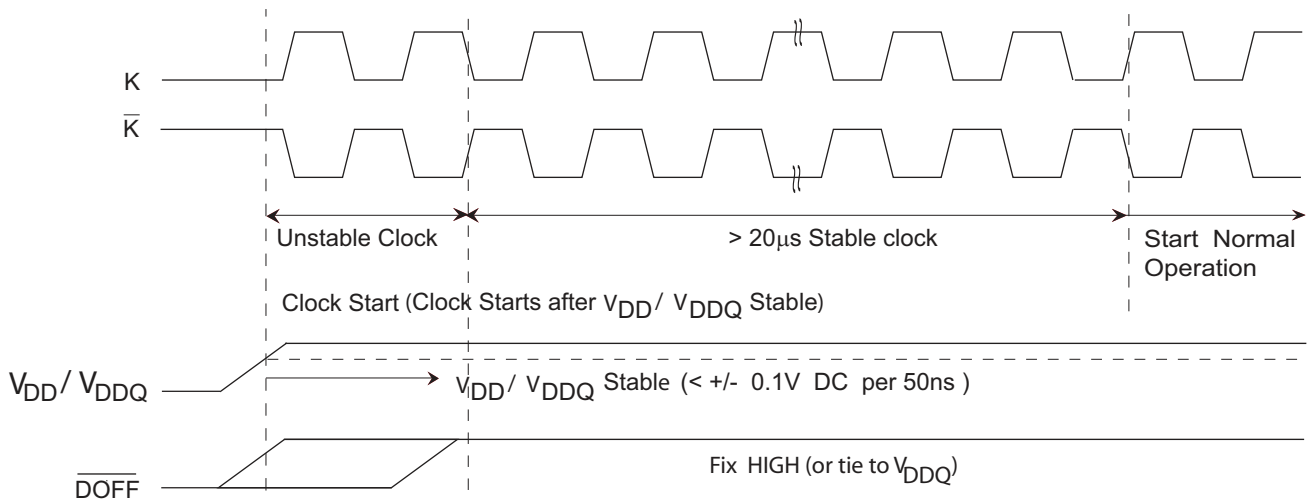 K
K̅
Unstable Clock
> 20μs Stable clock
Start Normal
Operation
Clock Start (Clock Starts after VDD / VDDQ Stable)
VDD / VDDQ
VDD / VDDQ Stable (< +/- 0.1V DC per 50ns )
Fix HIGH (or tie to VDDQ)
DOFF